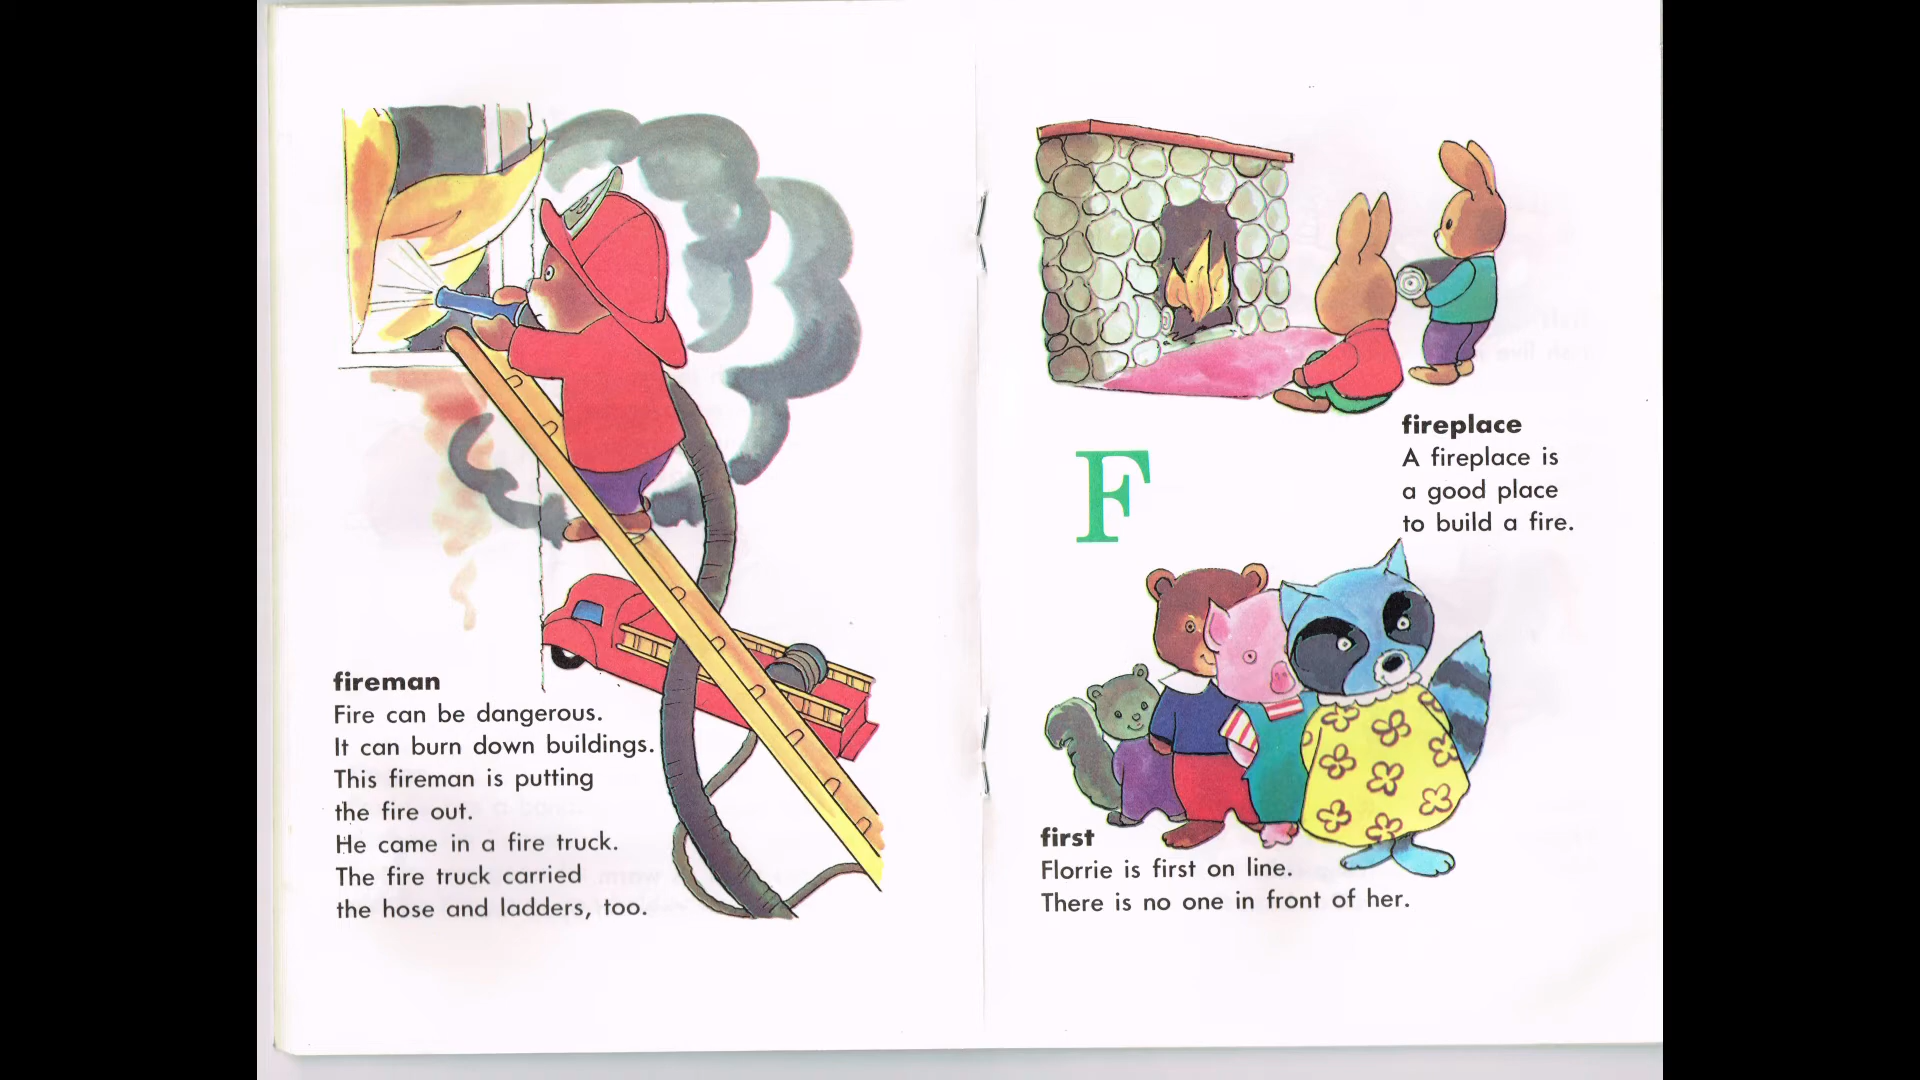 fireman
Fire can be dangerous.
It can burn down buildings.
This fireman is putting
the fire out.
He came in a fire truck.
The fire truck carried
the hose and ladders, too.
fireplace
A fireplace is
a good place
to build a fire.
F
first
Florrie is first on line.
There is no one in front of her.